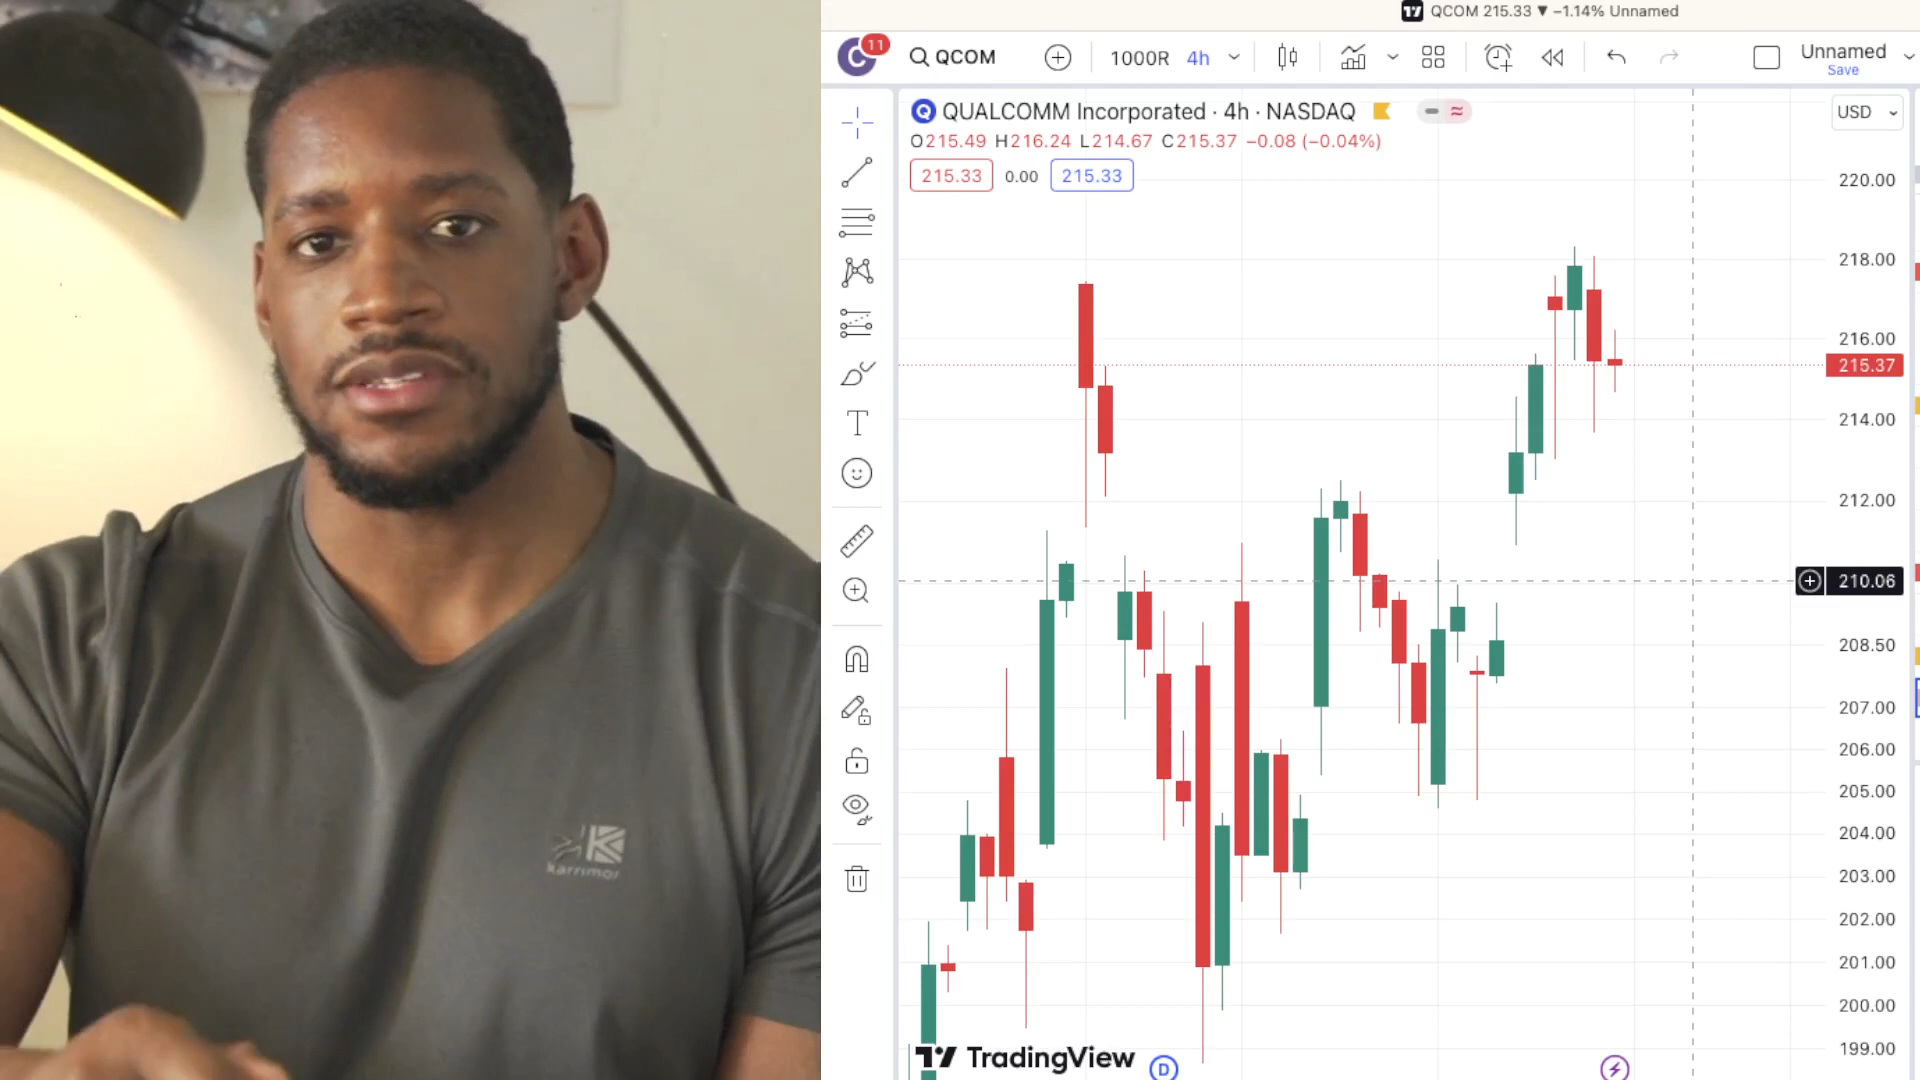 QCOM 215.33 ▼ −1.14% Unnamed
C 11 QCOM 1000R 4h Unnamed
Save
QUALCOMM Incorporated · 4h · NASDAQ
USD
O215.49 H216.24 L214.67 C215.37 −0.08 (−0.04%)
215.33 0.00 215.33
220.00
218.00
216.00
215.37
214.00
212.00
210.06
208.50
207.00
206.00
205.00
204.00
203.00
202.00
201.00
200.00
199.00
karrimor
TradingView
D